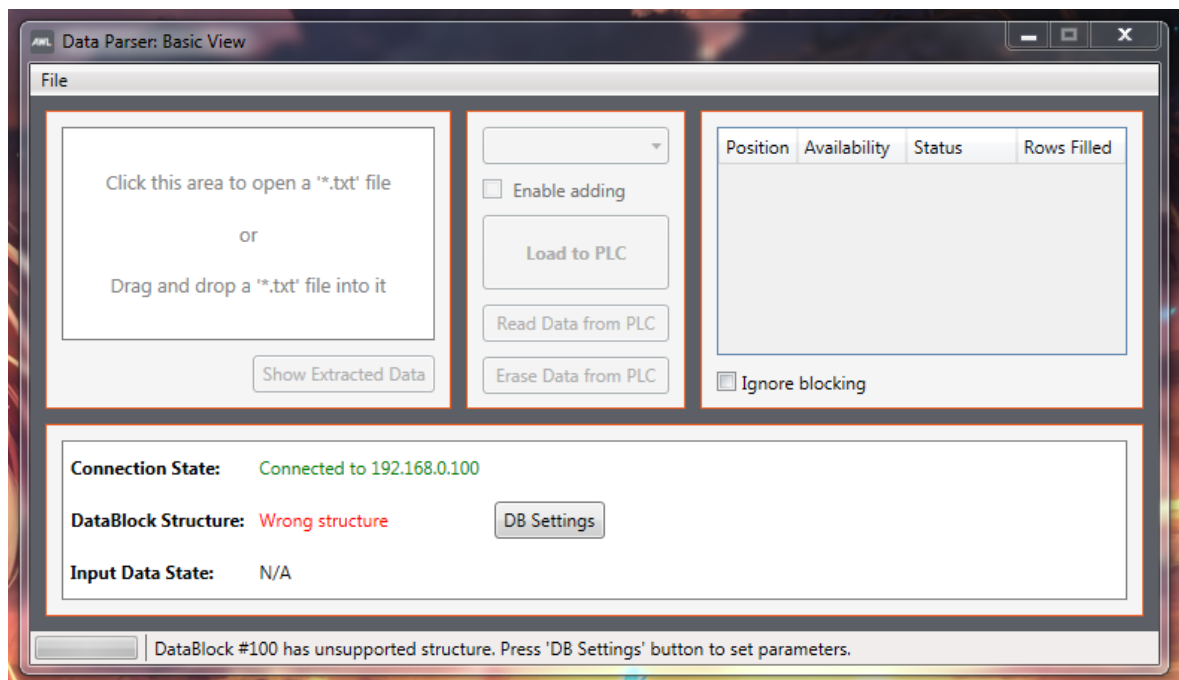 AWL Data Parser: Basic View
File
Click this area to open a '*.txt' file
or
Drag and drop a '*.txt' file into it
Show Extracted Data
Enable adding
Load to PLC
Read Data from PLC
Erase Data from PLC
Position Availability Status Rows Filled
Ignore blocking
Connection State: Connected to 192.168.0.100
DataBlock Structure: Wrong structure DB Settings
Input Data State: N/A
DataBlock #100 has unsupported structure. Press 'DB Settings' button to set parameters.